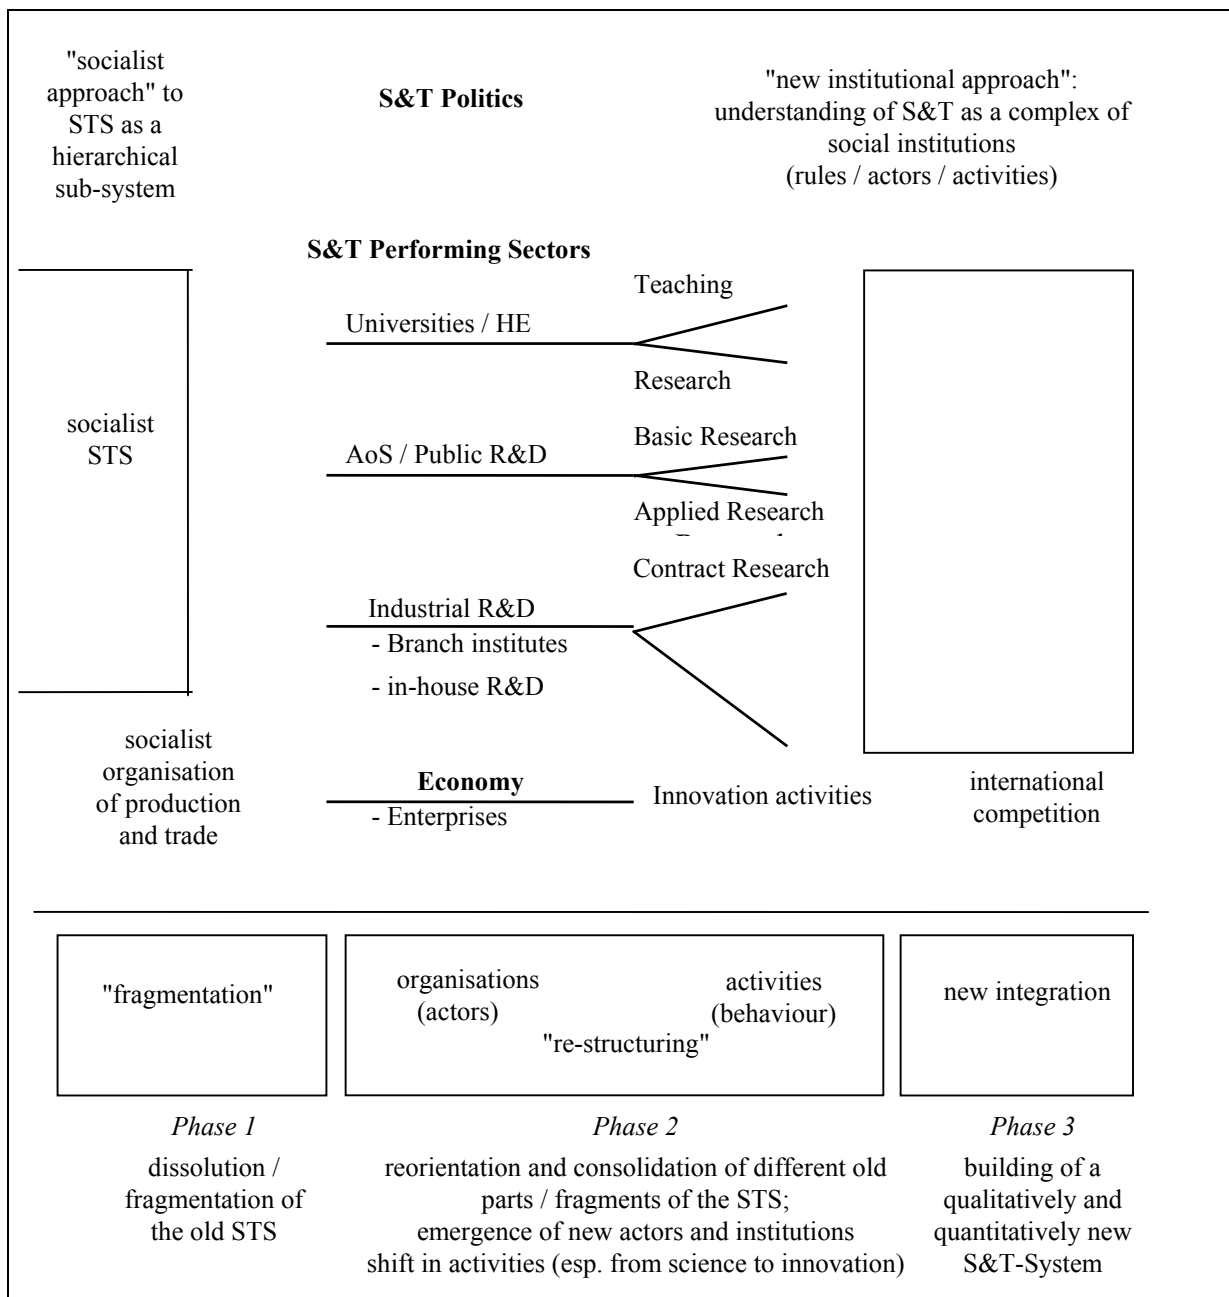 "socialist
approach" to
STS as a
hierarchical
sub-system
S&T Politics
"new institutional approach":
understanding of S&T as a complex of
social institutions
(rules / actors / activities)
S&T Performing Sectors
socialist
STS
Universities / HE
Teaching
Research
AoS / Public R&D
Basic Research
Applied Research
Industrial R&D
- Branch institutes
- in-house R&D
Contract Research
socialist
organisation
of production
and trade
Economy
- Enterprises
Innovation activities
international
competition
"fragmentation"
organisations
(actors)
activities
(behaviour)
"re-structuring"
new integration
Phase 1
dissolution /
fragmentation of
the old STS
Phase 2
reorientation and consolidation of different old
parts / fragments of the STS;
emergence of new actors and institutions
shift in activities (esp. from science to innovation)
Phase 3
building of a
qualitatively and
quantitatively new
S&T-System